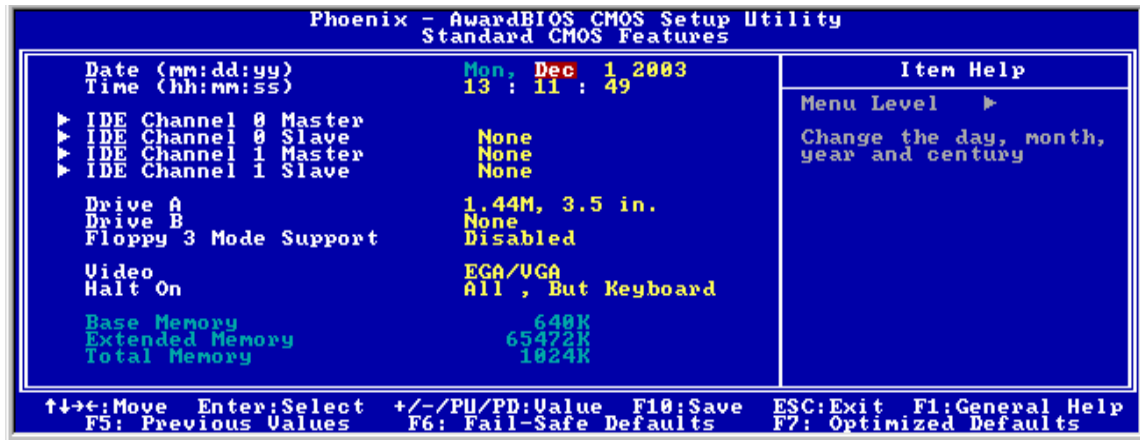 Phoenix - AwardBIOS CMOS Setup Utility
Standard CMOS Features
Date (mm:dd:yy) Mon, Dec 1 2003
Time (hh:mm:ss) 13 : 11 : 49
IDE Channel 0 Master
IDE Channel 0 Slave None
IDE Channel 1 Master None
IDE Channel 1 Slave None
Drive A 1.44M, 3.5 in.
Drive B None
Floppy 3 Mode Support Disabled
Video EGA/VGA
Halt On All , But Keyboard
Base Memory 640K
Extended Memory 65472K
Total Memory 1024K
Item Help
Menu Level ►
Change the day, month,
year and century
↑↓→←:Move Enter:Select +/-/PU/PD:Value F10:Save ESC:Exit F1:General Help
F5: Previous Values F6: Fail-Safe Defaults F7: Optimized Defaults